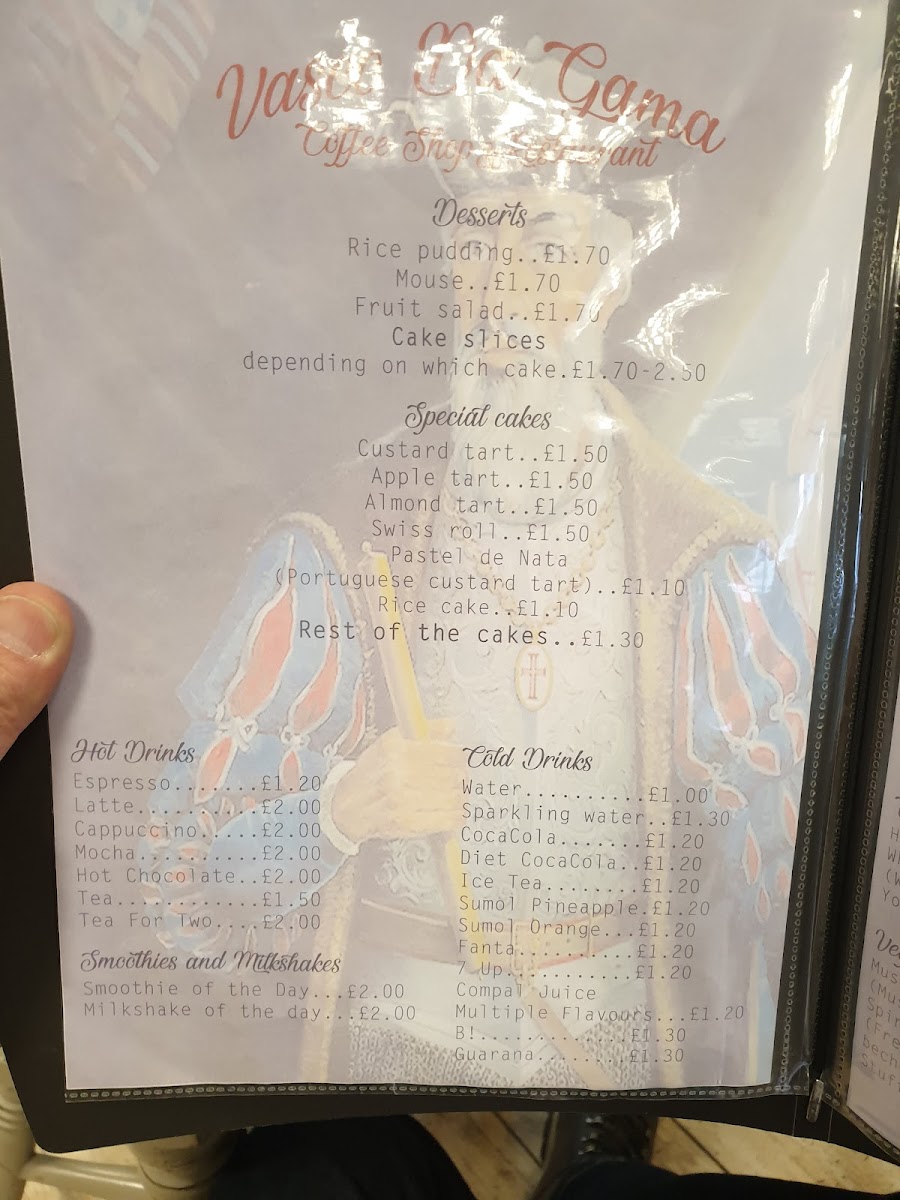 Vasco Da Gama
Coffee Shop & Restaurant
Desserts
Rice pudding..£1.70
Mouse..£1.70
Fruit salad..£1.70
Cake slices
depending on which cake.£1.70-2.50
Special cakes
Custard tart..£1.50
Apple tart..£1.50
Almond tart..£1.50
Swiss roll..£1.50
Pastel de Nata
(Portuguese custard tart)..£1.10
Rice cake..£1.10
Rest of the cakes..£1.30
Hot Drinks
Espresso.......£1.20
Latte..........£2.00
Cappuccino.....£2.00
Mocha..........£2.00
Hot Chocolate..£2.00
Tea............£1.50
Tea For Two....£2.00
Smoothies and Milkshakes
Smoothie of the Day...£2.00
Milkshake of the day...£2.00
Cold Drinks
Water..........£1.00
Sparkling water..£1.30
CocaCola.......£1.20
Diet CocaCola..£1.20
Ice Tea........£1.20
Sumol Pineapple.£1.20
Sumol Orange...£1.20
Fanta..........£1.20
7 Up...........£1.20
Compal Juice
Multiple Flavours...£1.20
B!.............£1.30
Guarana........£1.30